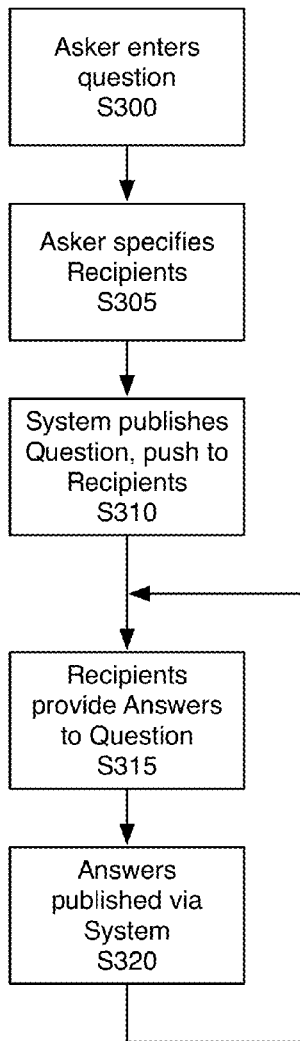 Asker enters
question
S300
Asker specifies
Recipients
S305
System publishes
Question, push to
Recipients
S310
Recipients
provide Answers
to Question
S315
Answers
published via
System
S320